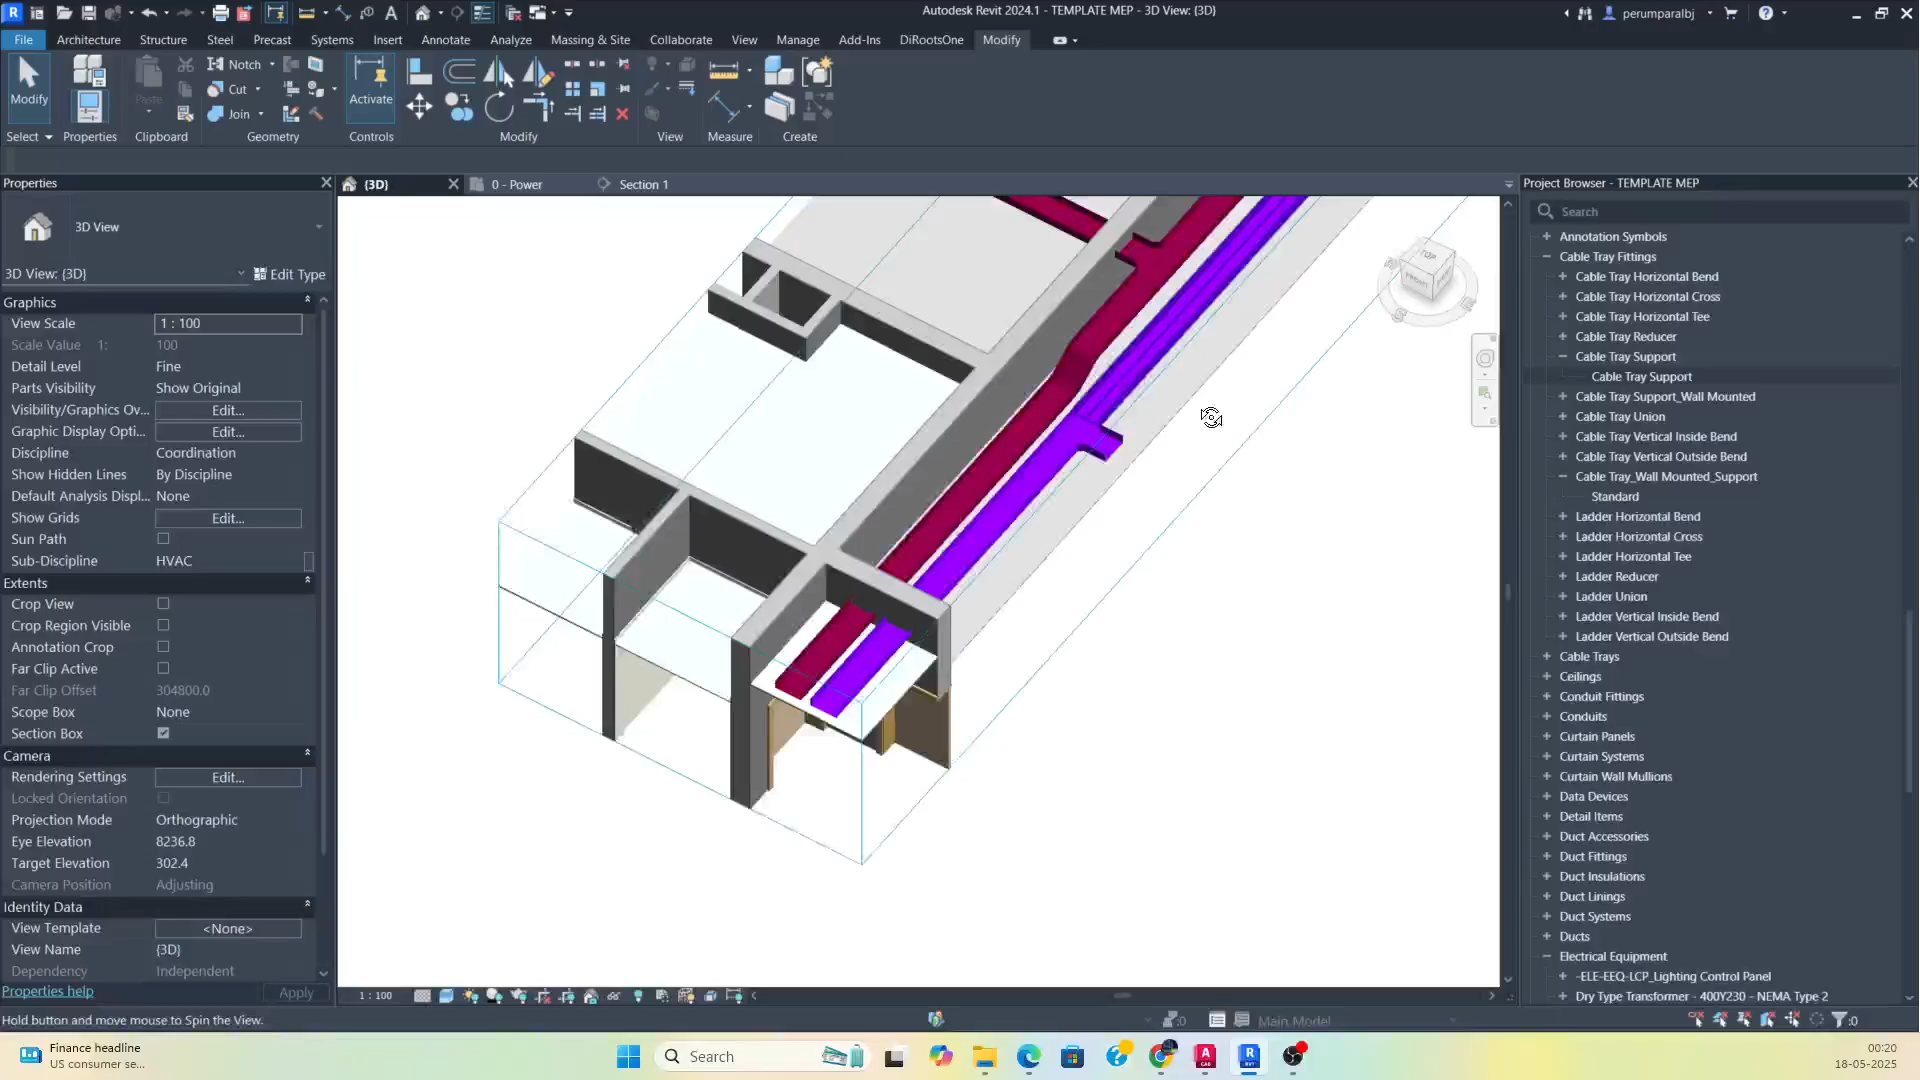 Autodesk Revit 2024.1 - TEMPLATE MEP - 3D View: {3D}
perumparalbj
File
Architecture
Structure
Steel
Precast
Systems
Insert
Annotate
Analyze
Massing & Site
Collaborate
View
Manage
Add-Ins
DiRootsOne
Modify
Modify
Paste
Notch
Cut
Join
Activate
Select
Properties
Clipboard
Geometry
Controls
Modify
View
Measure
Create
Properties
3D View
3D View: {3D}
Edit Type
Graphics
View Scale
1 : 100
Scale Value 1:
100
Detail Level
Fine
Parts Visibility
Show Original
Visibility/Graphics Ov...
Edit...
Graphic Display Opti...
Edit...
Discipline
Coordination
Show Hidden Lines
By Discipline
Default Analysis Displ...
None
Show Grids
Edit...
Sun Path
Sub-Discipline
HVAC
Extents
Crop View
Crop Region Visible
Annotation Crop
Far Clip Active
Far Clip Offset
304800.0
Scope Box
None
Section Box
Camera
Rendering Settings
Edit...
Locked Orientation
Projection Mode
Orthographic
Eye Elevation
8236.8
Target Elevation
302.4
Camera Position
Adjusting
Identity Data
View Template
<None>
View Name
{3D}
Dependency
Independent
Properties help
Apply
{3D}
0 - Power
Section 1
TOP
FRONT
1 : 100
Project Browser - TEMPLATE MEP
Search
Annotation Symbols
Cable Tray Fittings
Cable Tray Horizontal Bend
Cable Tray Horizontal Cross
Cable Tray Horizontal Tee
Cable Tray Reducer
Cable Tray Support
Cable Tray Support
Cable Tray Support_Wall Mounted
Cable Tray Union
Cable Tray Vertical Inside Bend
Cable Tray Vertical Outside Bend
Cable Tray_Wall Mounted_Support
Standard
Ladder Horizontal Bend
Ladder Horizontal Cross
Ladder Horizontal Tee
Ladder Reducer
Ladder Union
Ladder Vertical Inside Bend
Ladder Vertical Outside Bend
Cable Trays
Ceilings
Conduit Fittings
Conduits
Curtain Panels
Curtain Systems
Curtain Wall Mullions
Data Devices
Detail Items
Duct Accessories
Duct Fittings
Duct Insulations
Duct Linings
Duct Systems
Ducts
Electrical Equipment
-ELE-EEQ-LCP_Lighting Control Panel
Dry Type Transformer - 400Y230 - NEMA Type 2
Hold button and move mouse to Spin the View.
:0
Main Model
:0
Finance headline
US consumer se...
Search
00:20
18-05-2025